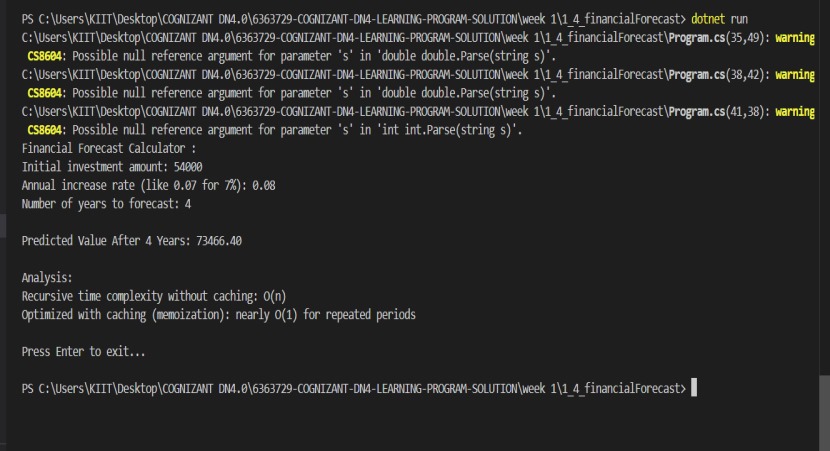 PS C:\Users\KIIT\Desktop\COGNIZANT DN4.0\6363729-COGNIZANT-DN4-LEARNING-PROGRAM-SOLUTION\week 1\1_4_financialForecast> dotnet run
C:\Users\KIIT\Desktop\COGNIZANT DN4.0\6363729-COGNIZANT-DN4-LEARNING-PROGRAM-SOLUTION\week 1\1_4_financialForecast\Program.cs(35,49): warning
CS8604: Possible null reference argument for parameter 's' in 'double double.Parse(string s)'.
C:\Users\KIIT\Desktop\COGNIZANT DN4.0\6363729-COGNIZANT-DN4-LEARNING-PROGRAM-SOLUTION\week 1\1_4_financialForecast\Program.cs(38,42): warning
CS8604: Possible null reference argument for parameter 's' in 'double double.Parse(string s)'.
C:\Users\KIIT\Desktop\COGNIZANT DN4.0\6363729-COGNIZANT-DN4-LEARNING-PROGRAM-SOLUTION\week 1\1_4_financialForecast\Program.cs(41,38): warning
CS8604: Possible null reference argument for parameter 's' in 'int int.Parse(string s)'.
Financial Forecast Calculator :
Initial investment amount: 54000
Annual increase rate (like 0.07 for 7%): 0.08
Number of years to forecast: 4
Predicted Value After 4 Years: 73466.40
Analysis:
Recursive time complexity without caching: O(n)
Optimized with caching (memoization): nearly O(1) for repeated periods
Press Enter to exit...
PS C:\Users\KIIT\Desktop\COGNIZANT DN4.0\6363729-COGNIZANT-DN4-LEARNING-PROGRAM-SOLUTION\week 1\1_4_financialForecast>